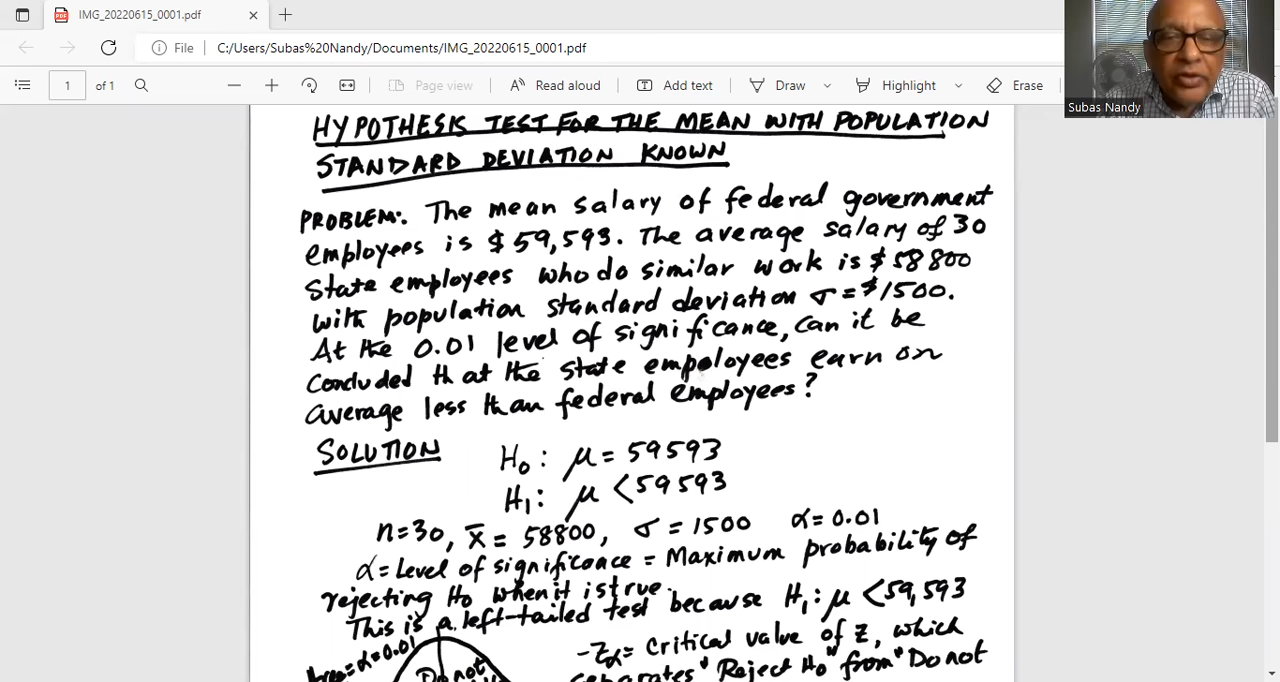 IMG_20220615_0001.pdf
File C:/Users/Subas%20Nandy/Documents/IMG_20220615_0001.pdf
1 of 1 Page view Read aloud Add text Draw Highlight Erase
Subas Nandy
HYPOTHESIS TEST FOR THE MEAN WITH POPULATION
STANDARD DEVIATION KNOWN
PROBLEM:. The mean salary of federal government
employees is $59,593. The average salary of 30
State employees who do similar work is $58800
with population standard deviation σ = $1500.
At the 0.01 level of significance, can it be
concluded that the State employees earn on
average less than federal employees?
SOLUTION
H₀ : μ = 59593
H₁ : μ < 59593
n=30, x̄ = 58800, σ = 1500 α = 0.01
α = Level of significance = Maximum probability of
rejecting H₀ when it is true.
This is a left-tailed test because H₁ : μ < 59,593
Area = α = 0.01
Do not
-Zα = Critical value of Z, which
separates "Reject H₀" from "Do not